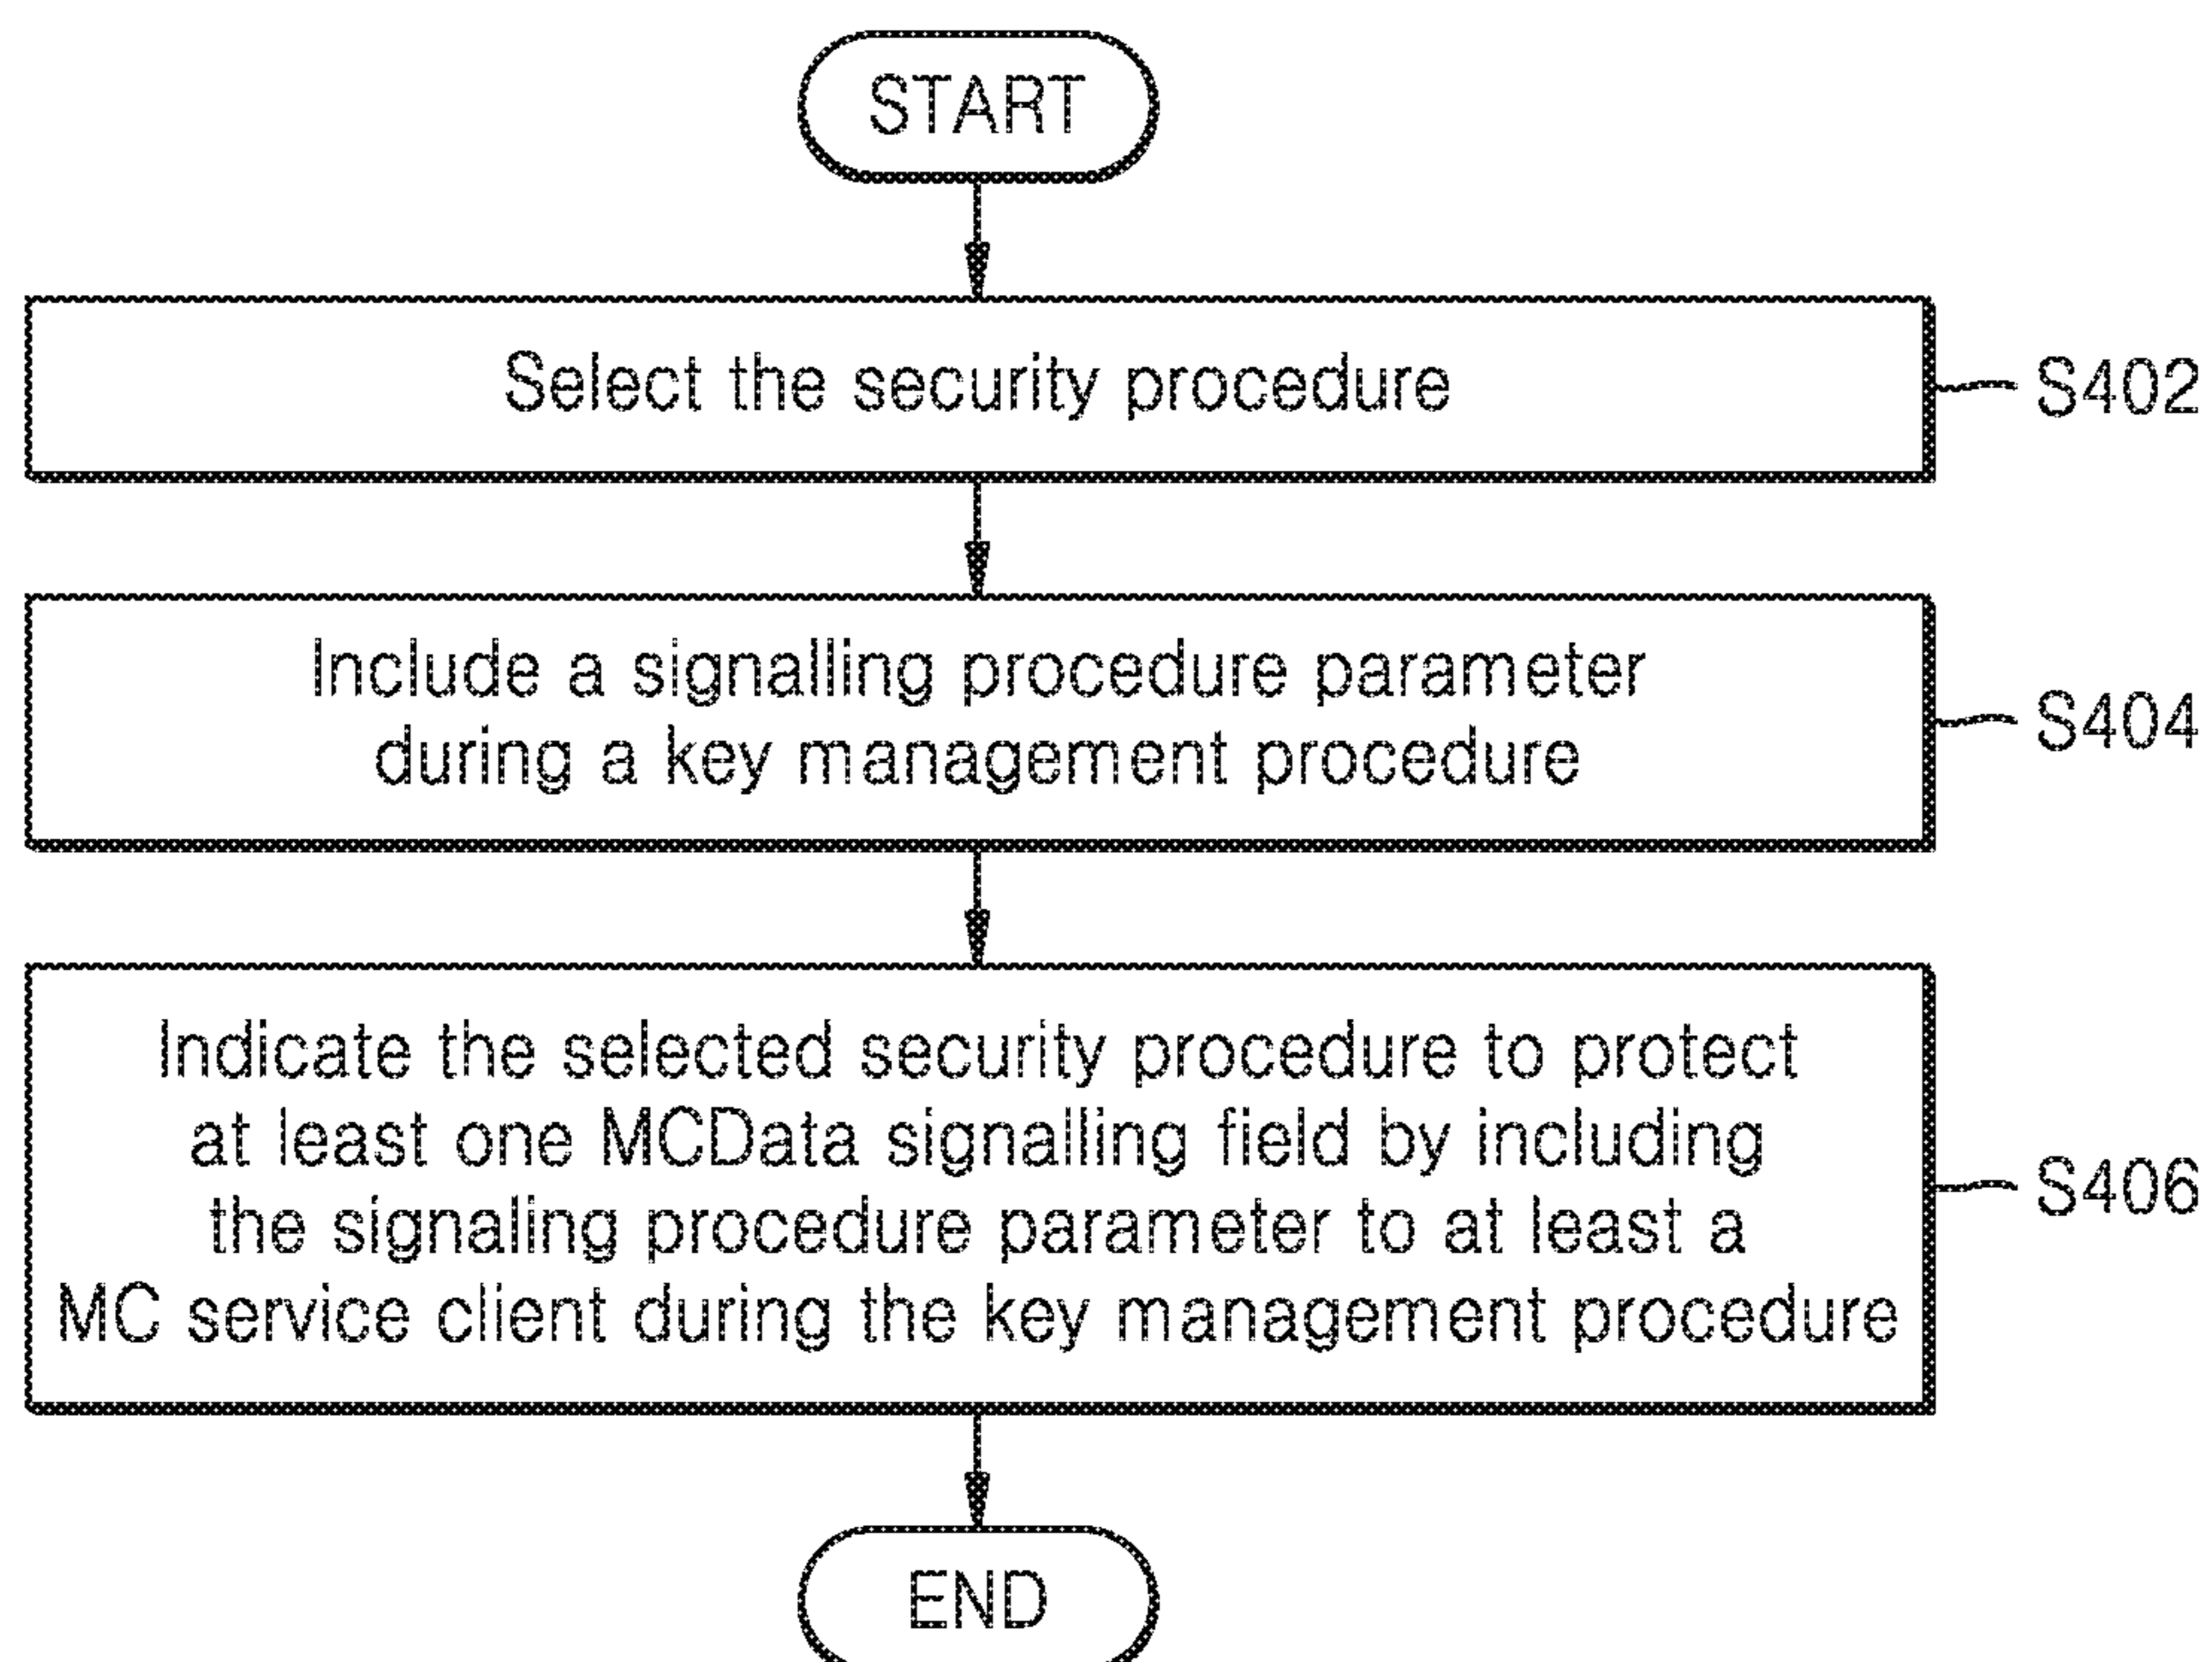 START
Select the security procedure
S402
Include a signalling procedure parameter
during a key management procedure
S404
Indicate the selected security procedure to protect
at least one MCData signalling field by including
the signaling procedure parameter to at least a
MC service client during the key management procedure
S406
END